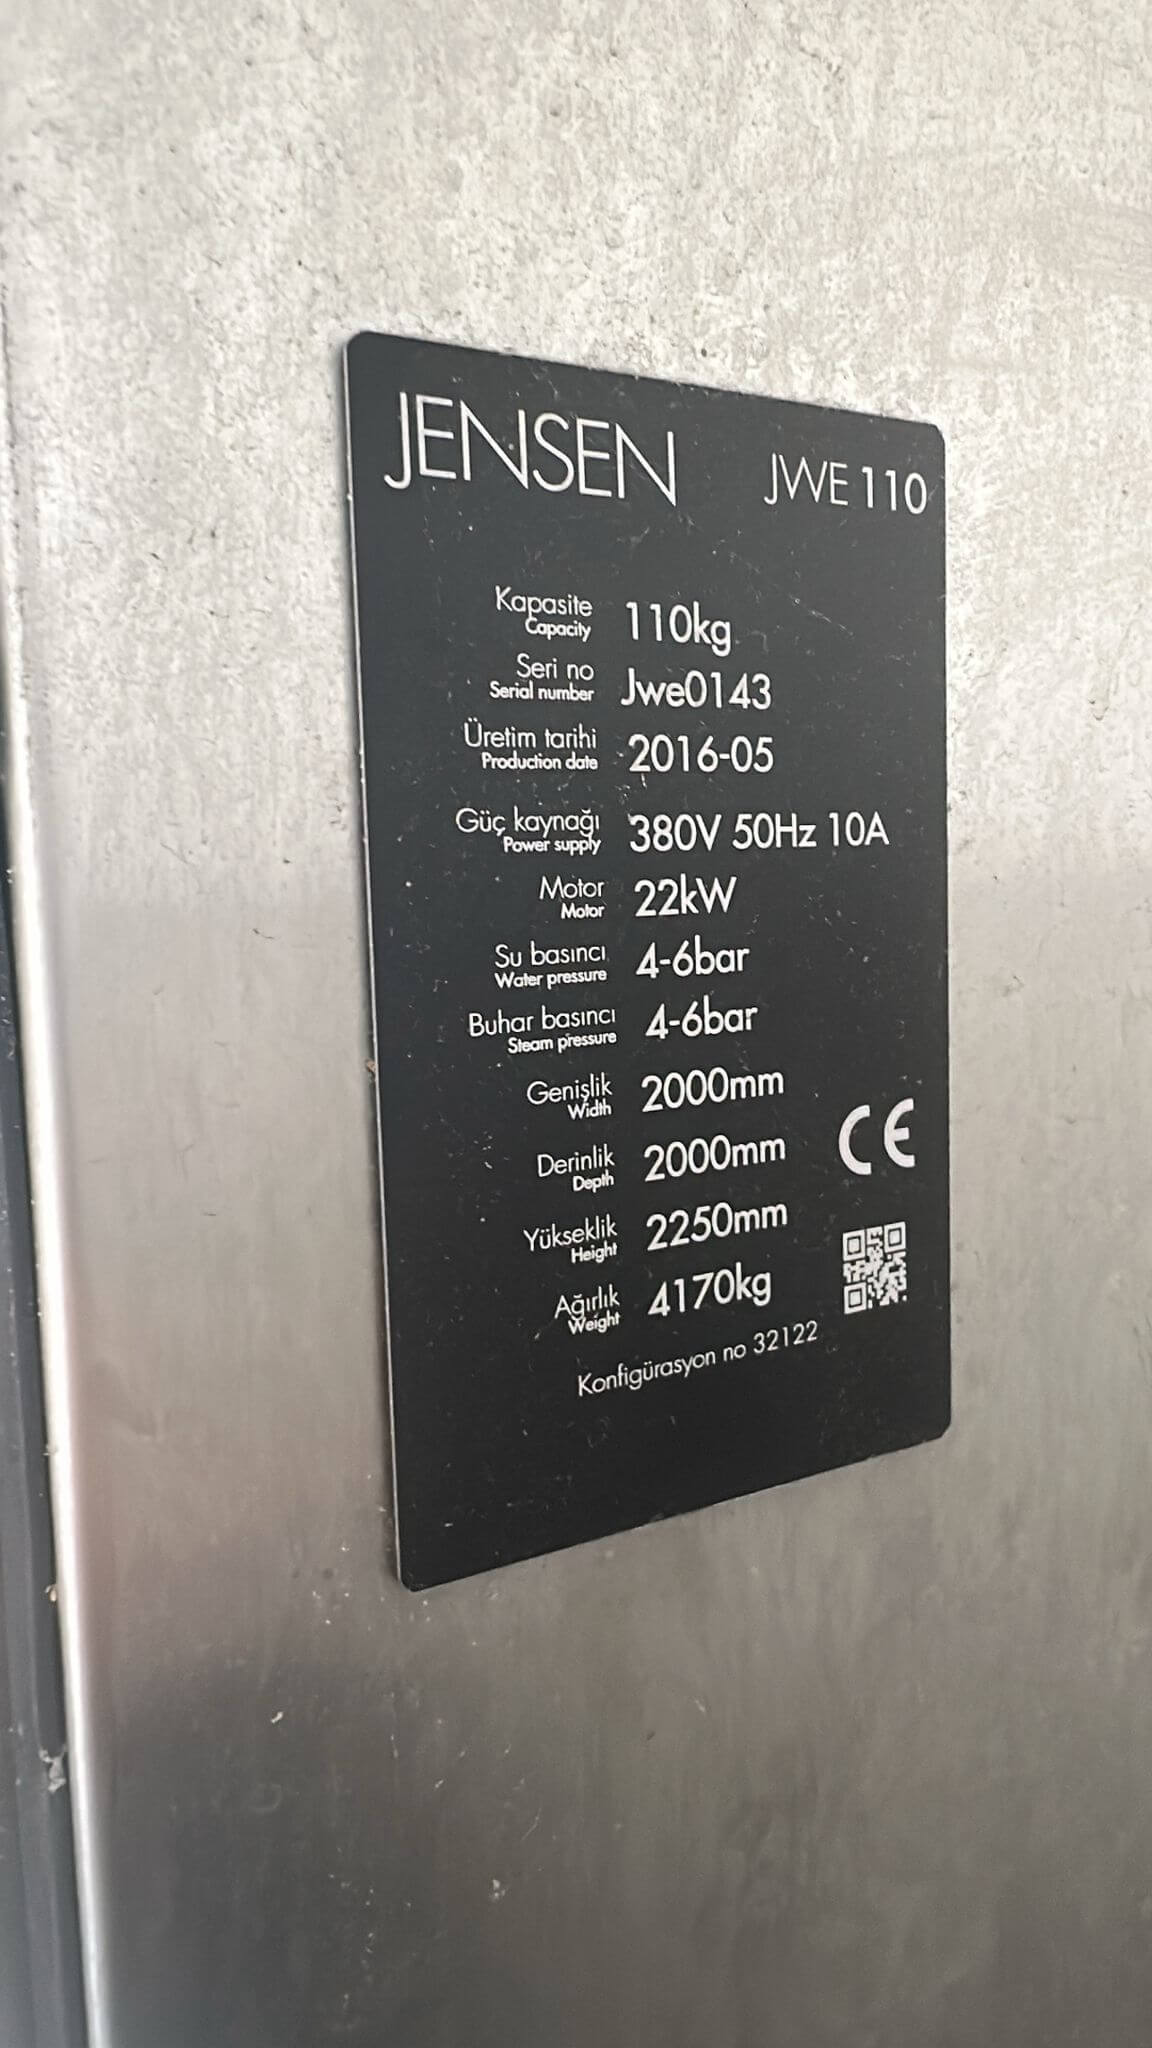 JENSEN JWE 110
Kapasite 110kg
Capacity
Seri no Jwe0143
Serial number
Üretim tarihi 2016-05
Production date
Güç kaynağı 380V 50Hz 10A
Power supply
Motor 22kW
Motor
Su basıncı 4-6bar
Water pressure
Buhar basıncı 4-6bar
Steam pressure
Genişlik 2000mm
Width
Derinlik 2000mm
Depth
CE
Yükseklik 2250mm
Height
Ağırlık 4170kg
Weight
Konfigürasyon no 32122